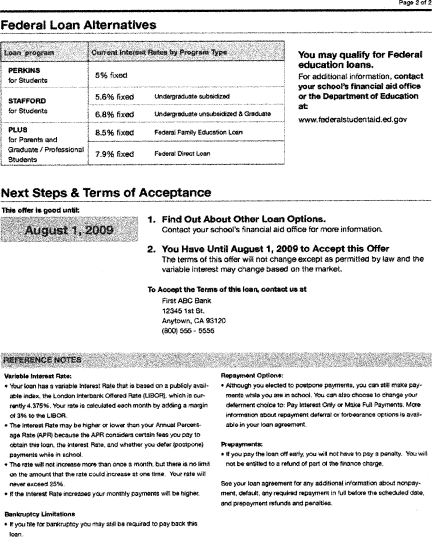 Page 2 of 2
Federal Loan Alternatives
Loan program
Current Interest Rates by Program Type
PERKINS
for Students
5% fixed
STAFFORD
for Students
5.6% fixed Undergraduate subsidized
6.8% fixed Undergraduate unsubsidized & Graduate
PLUS
for Parents and
Graduate / Professional
Students
8.5% fixed Federal Family Education Loan
7.9% fixed Federal Direct Loan
You may qualify for Federal
education loans.
For additional information, contact
your school's financial aid office
or the Department of Education
at:
www.federalstudentaid.ed.gov
Next Steps & Terms of Acceptance
This offer is good until:
August 1, 2009
1. Find Out About Other Loan Options.
Contact your school's financial aid office for more information.
2. You Have Until August 1, 2009 to Accept this Offer
The terms of this offer will not change except as permitted by law and the
variable interest may change based on the market.
To Accept the Terms of this loan, contact us at
First ABC Bank
12345 1st St.
Anytown, CA 93120
(800) 555 - 5555
REFERENCE NOTES
Variable Interest Rate:
• Your loan has a variable Interest Rate that is based on a publicly avail-
able index, the London Interbank Offered Rate (LIBOR), which is cur-
rently 4.375%. Your rate is calculated each month by adding a margin
of 3% to the LIBOR.
• The Interest Rate may be higher or lower than your Annual Percent-
age Rate (APR) because the APR considers certain fees you pay to
obtain this loan, the Interest Rate, and whether you defer (postpone)
payments while in school.
• The rate will not increase more than once a month, but there is no limit
on the amount that the rate could increase at one time. Your rate will
never exceed 25%.
• If the Interest Rate increases your monthly payments will be higher.
Bankruptcy Limitations
• If you file for bankruptcy you may still be required to pay back this
loan.
Repayment Options:
• Although you elected to postpone payments, you can still make pay-
ments while you are in school. You can also choose to change your
deferment choice to: Pay Interest Only or Make Full Payments. More
information about repayment deferral or forbearance options is avail-
able in your loan agreement.
Prepayments:
• If you pay the loan off early, you will not have to pay a penalty. You will
not be entitled to a refund of part of the finance charge.
See your loan agreement for any additional information about nonpay-
ment, default, any required repayment in full before the scheduled date,
and prepayment refunds and penalties.